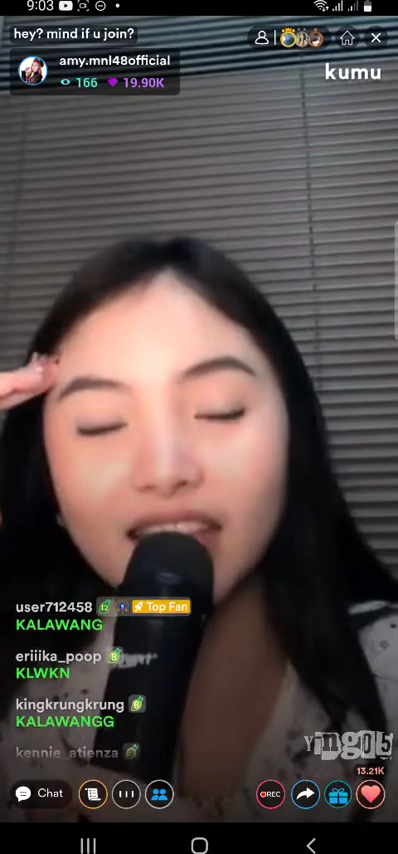 9:03
hey? mind if u join?
amy.mnl48official
166 19.90K
kumu
user712458 12 Top Fan
KALAWANG
eriiika_poop 8
KLWKN
kingkrungkrung 6
KALAWANGG
kennie_atienza
Yingo5
13.21K
Chat
REC